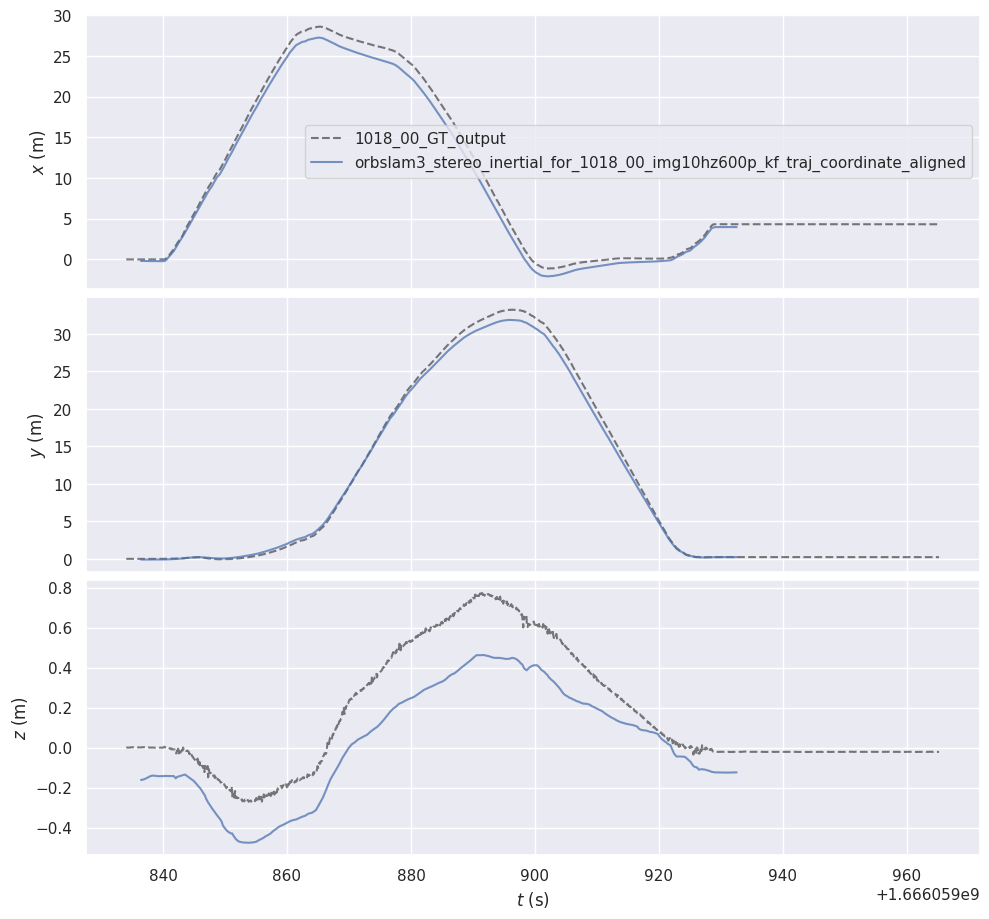 30
25
20
15
10
5
0
x (m)
1018_00_GT_output
orbslam3_stereo_inertial_for_1018_00_img10hz600p_kf_traj_coordinate_aligned
30
25
20
15
10
5
0
y (m)
0.8
0.6
0.4
0.2
0.0
−0.2
−0.4
z (m)
840 860 880 900 920 940 960
t (s)
+1.666059e9